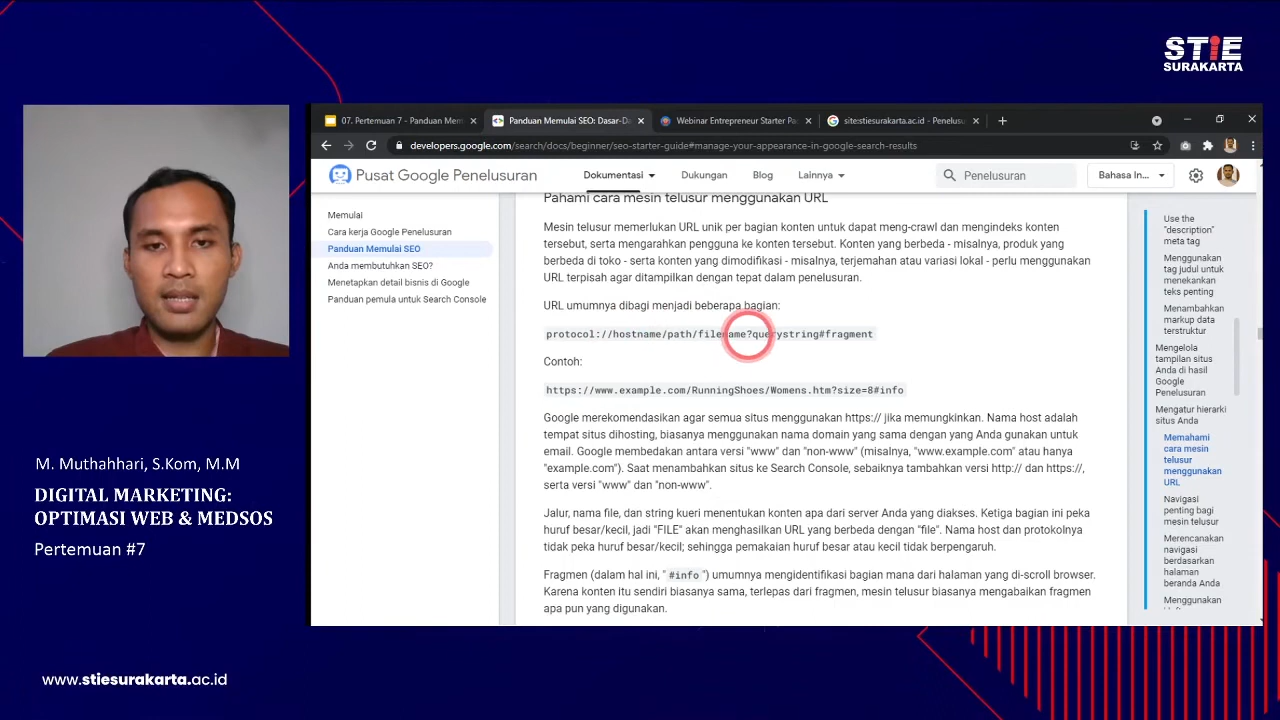 STiE
SURAKARTA
07. Pertemuan 7 - Panduan Mem
Panduan Memulai SEO: Dasar-Da
Webinar Entrepreneur Starter Pa
site:stiesurakarta.ac.id - Penelusu
developers.google.com/search/docs/beginner/seo-starter-guide#manage-your-appearance-in-google-search-results
Pusat Google Penelusuran
Dokumentasi
Dukungan
Blog
Lainnya
Penelusuran
Bahasa In...
Memulai
Cara kerja Google Penelusuran
Panduan Memulai SEO
Anda membutuhkan SEO?
Menetapkan detail bisnis di Google
Panduan pemula untuk Search Console
Pahami cara mesin telusur menggunakan URL
Mesin telusur memerlukan URL unik per bagian konten untuk dapat meng-crawl dan mengindeks konten
tersebut, serta mengarahkan pengguna ke konten tersebut. Konten yang berbeda - misalnya, produk yang
berbeda di toko - serta konten yang dimodifikasi - misalnya, terjemahan atau variasi lokal - perlu menggunakan
URL terpisah agar ditampilkan dengan tepat dalam penelusuran.
URL umumnya dibagi menjadi beberapa bagian:
protocol://hostname/path/filename?querystring#fragment
Contoh:
https://www.example.com/RunningShoes/Womens.htm?size=8#info
Google merekomendasikan agar semua situs menggunakan https:// jika memungkinkan. Nama host adalah
tempat situs dihosting, biasanya menggunakan nama domain yang sama dengan yang Anda gunakan untuk
email. Google membedakan antara versi "www" dan "non-www" (misalnya, "www.example.com" atau hanya
"example.com"). Saat menambahkan situs ke Search Console, sebaiknya tambahkan versi http:// dan https://,
serta versi "www" dan "non-www".
Jalur, nama file, dan string kueri menentukan konten apa dari server Anda yang diakses. Ketiga bagian ini peka
huruf besar/kecil, jadi "FILE" akan menghasilkan URL yang berbeda dengan "file". Nama host dan protokolnya
tidak peka huruf besar/kecil; sehingga pemakaian huruf besar atau kecil tidak berpengaruh.
Fragmen (dalam hal ini, "#info") umumnya mengidentifikasi bagian mana dari halaman yang di-scroll browser.
Karena konten itu sendiri biasanya sama, terlepas dari fragmen, mesin telusur biasanya mengabaikan fragmen
apa pun yang digunakan.
Use the
"description"
meta tag
Menggunakan
tag judul untuk
menekankan
teks penting
Menambahkan
markup data
terstruktur
Mengelola
tampilan situs
Anda di hasil
Google
Penelusuran
Mengatur hierarki
situs Anda
Memahami
cara mesin
telusur
menggunakan
URL
Navigasi
penting bagi
mesin telusur
Merencanakan
navigasi
berdasarkan
halaman
beranda Anda
Menggunakan
M. Muthahhari, S.Kom, M.M
DIGITAL MARKETING:
OPTIMASI WEB & MEDSOS
Pertemuan #7
www.stiesurakarta.ac.id